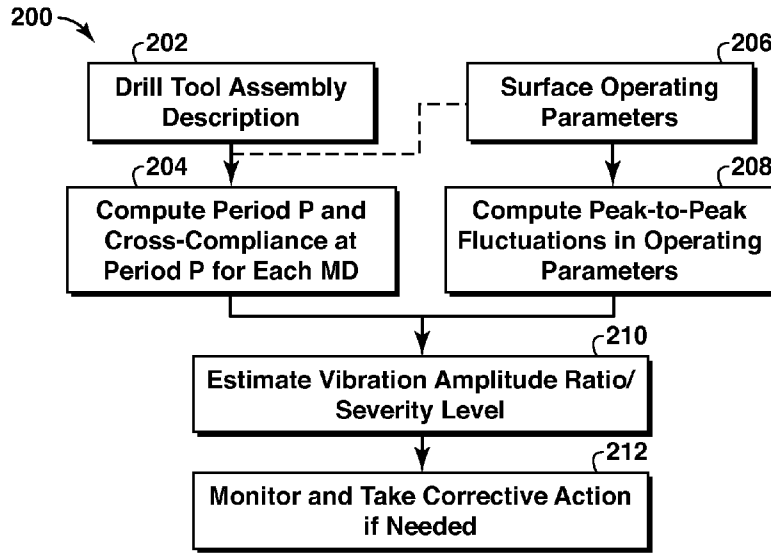 200
202
Drill Tool Assembly
Description
206
Surface Operating
Parameters
204
Compute Period P and
Cross-Compliance at
Period P for Each MD
208
Compute Peak-to-Peak
Fluctuations in Operating
Parameters
210
Estimate Vibration Amplitude Ratio/
Severity Level
212
Monitor and Take Corrective Action
if Needed